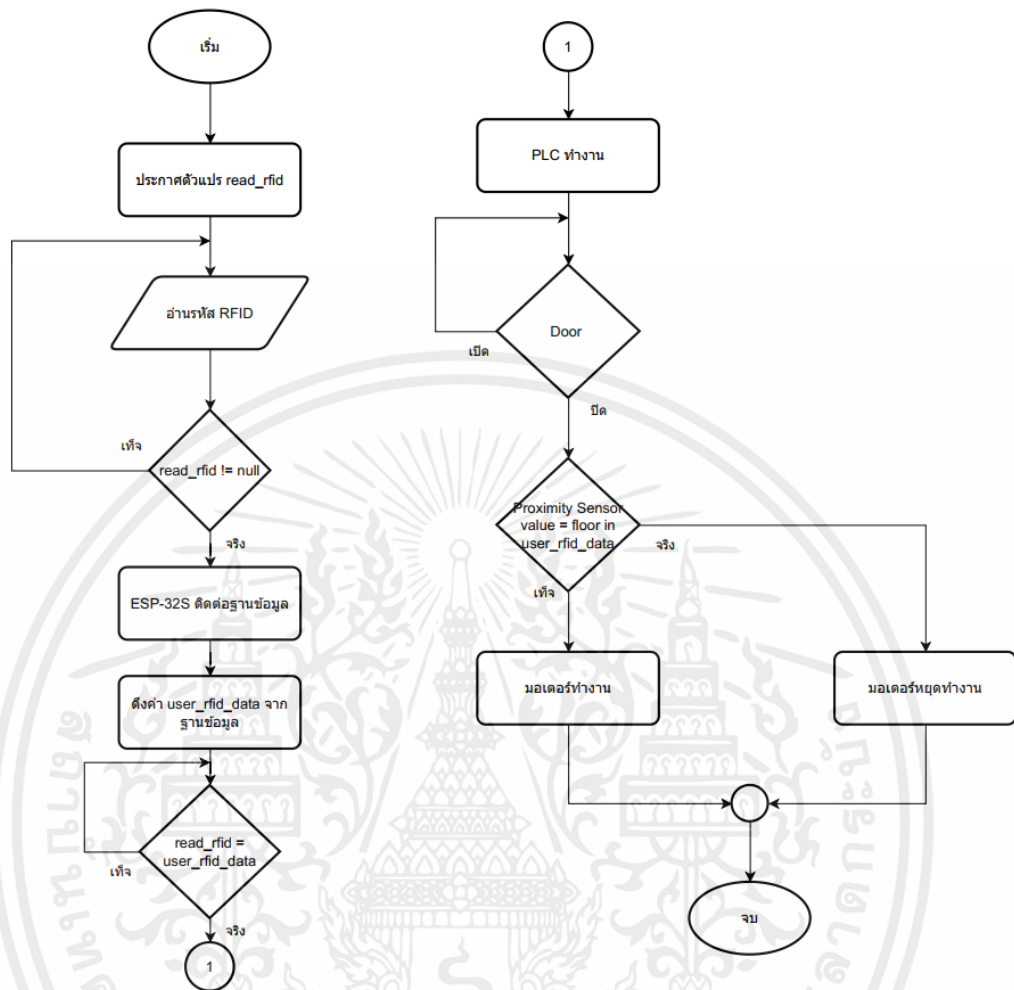 เริ่ม
ประกาศตัวแปร read_rfid
อ่านรหัส RFID
เท็จ
read_rfid != null
จริง
ESP-32S ติดต่อฐานข้อมูล
ดึงค่า user_rfid_data จาก
ฐานข้อมูล
read_rfid =
user_rfid_data
เท็จ
จริง
1
1
PLC ทำงาน
Door
เปิด
ปิด
Proximity Sensor
value = floor in
user_rfid_data
จริง
เท็จ
มอเตอร์ทำงาน
มอเตอร์หยุดทำงาน
จบ